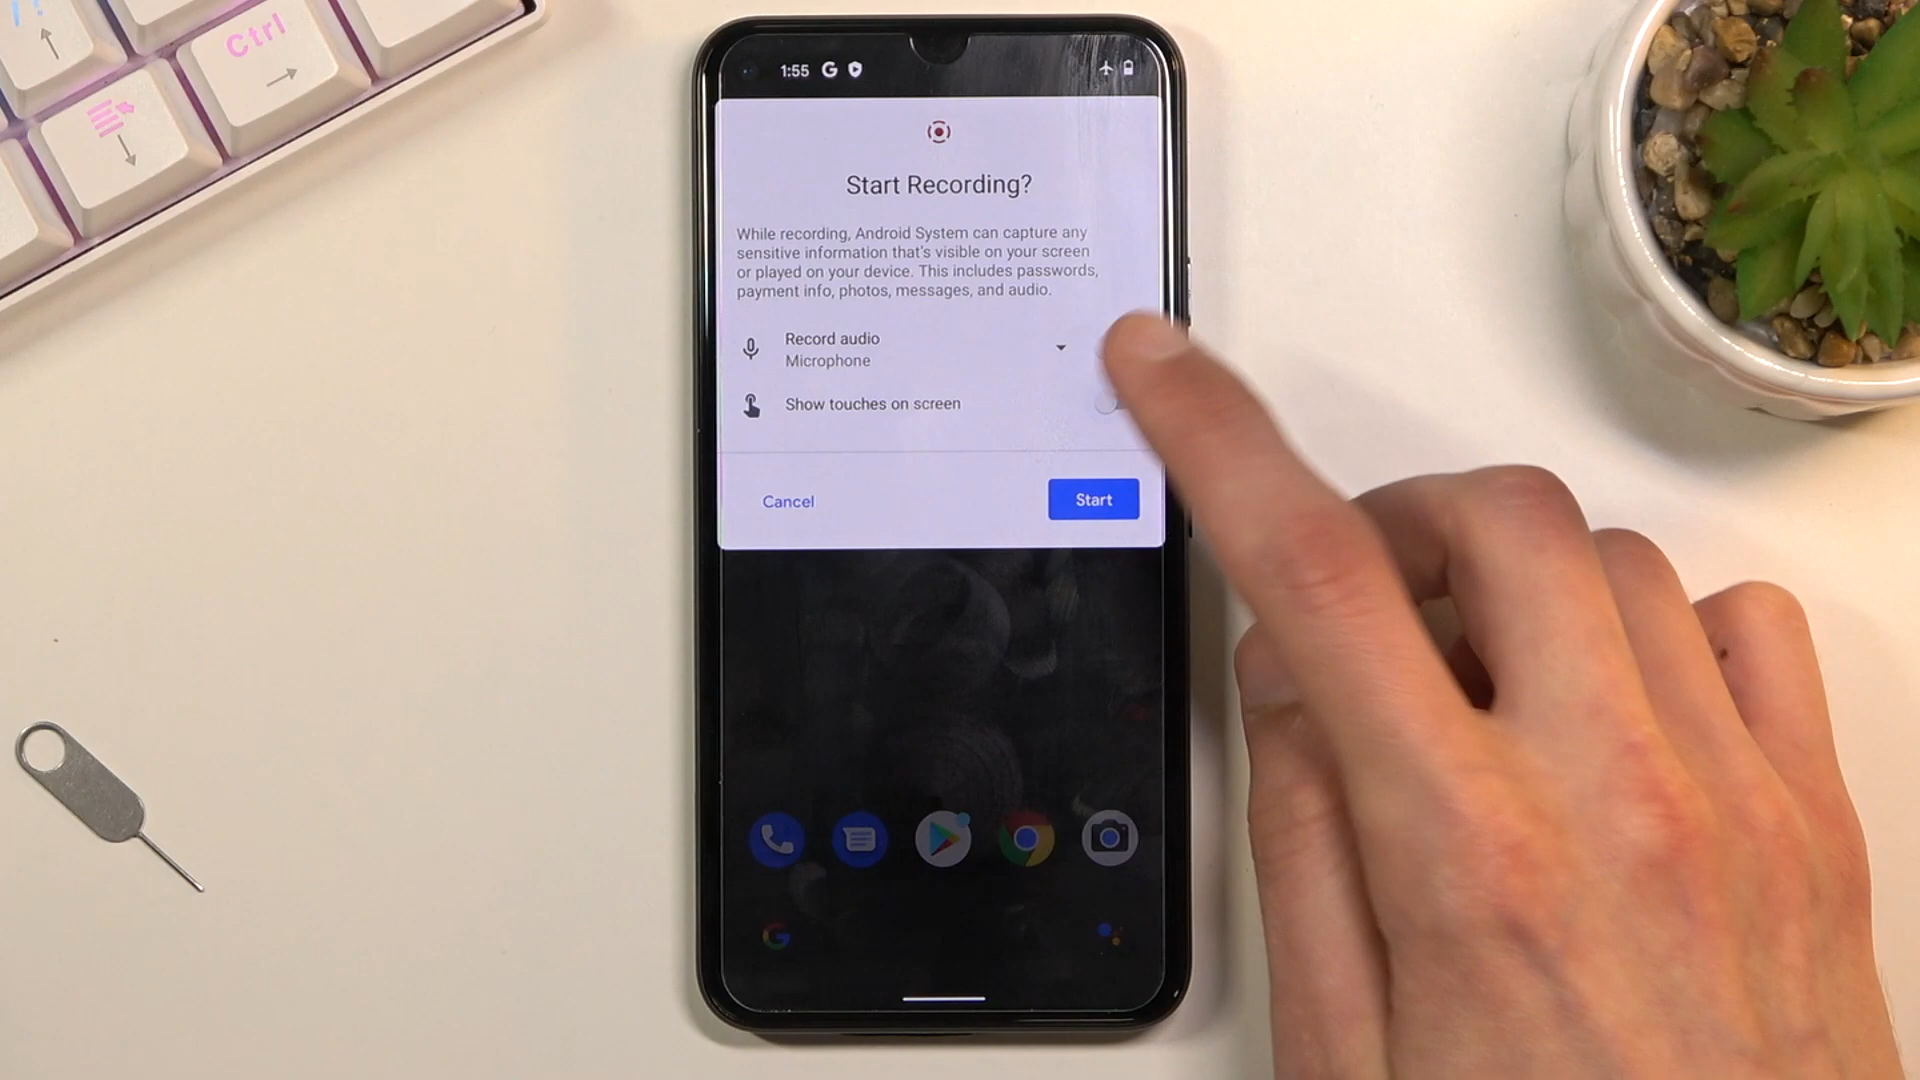 Ctrl
1:55
Start Recording?
While recording, Android System can capture any
sensitive information that's visible on your screen
or played on your device. This includes passwords,
payment info, photos, messages, and audio.
Record audio
Microphone
Show touches on screen
Cancel
Start